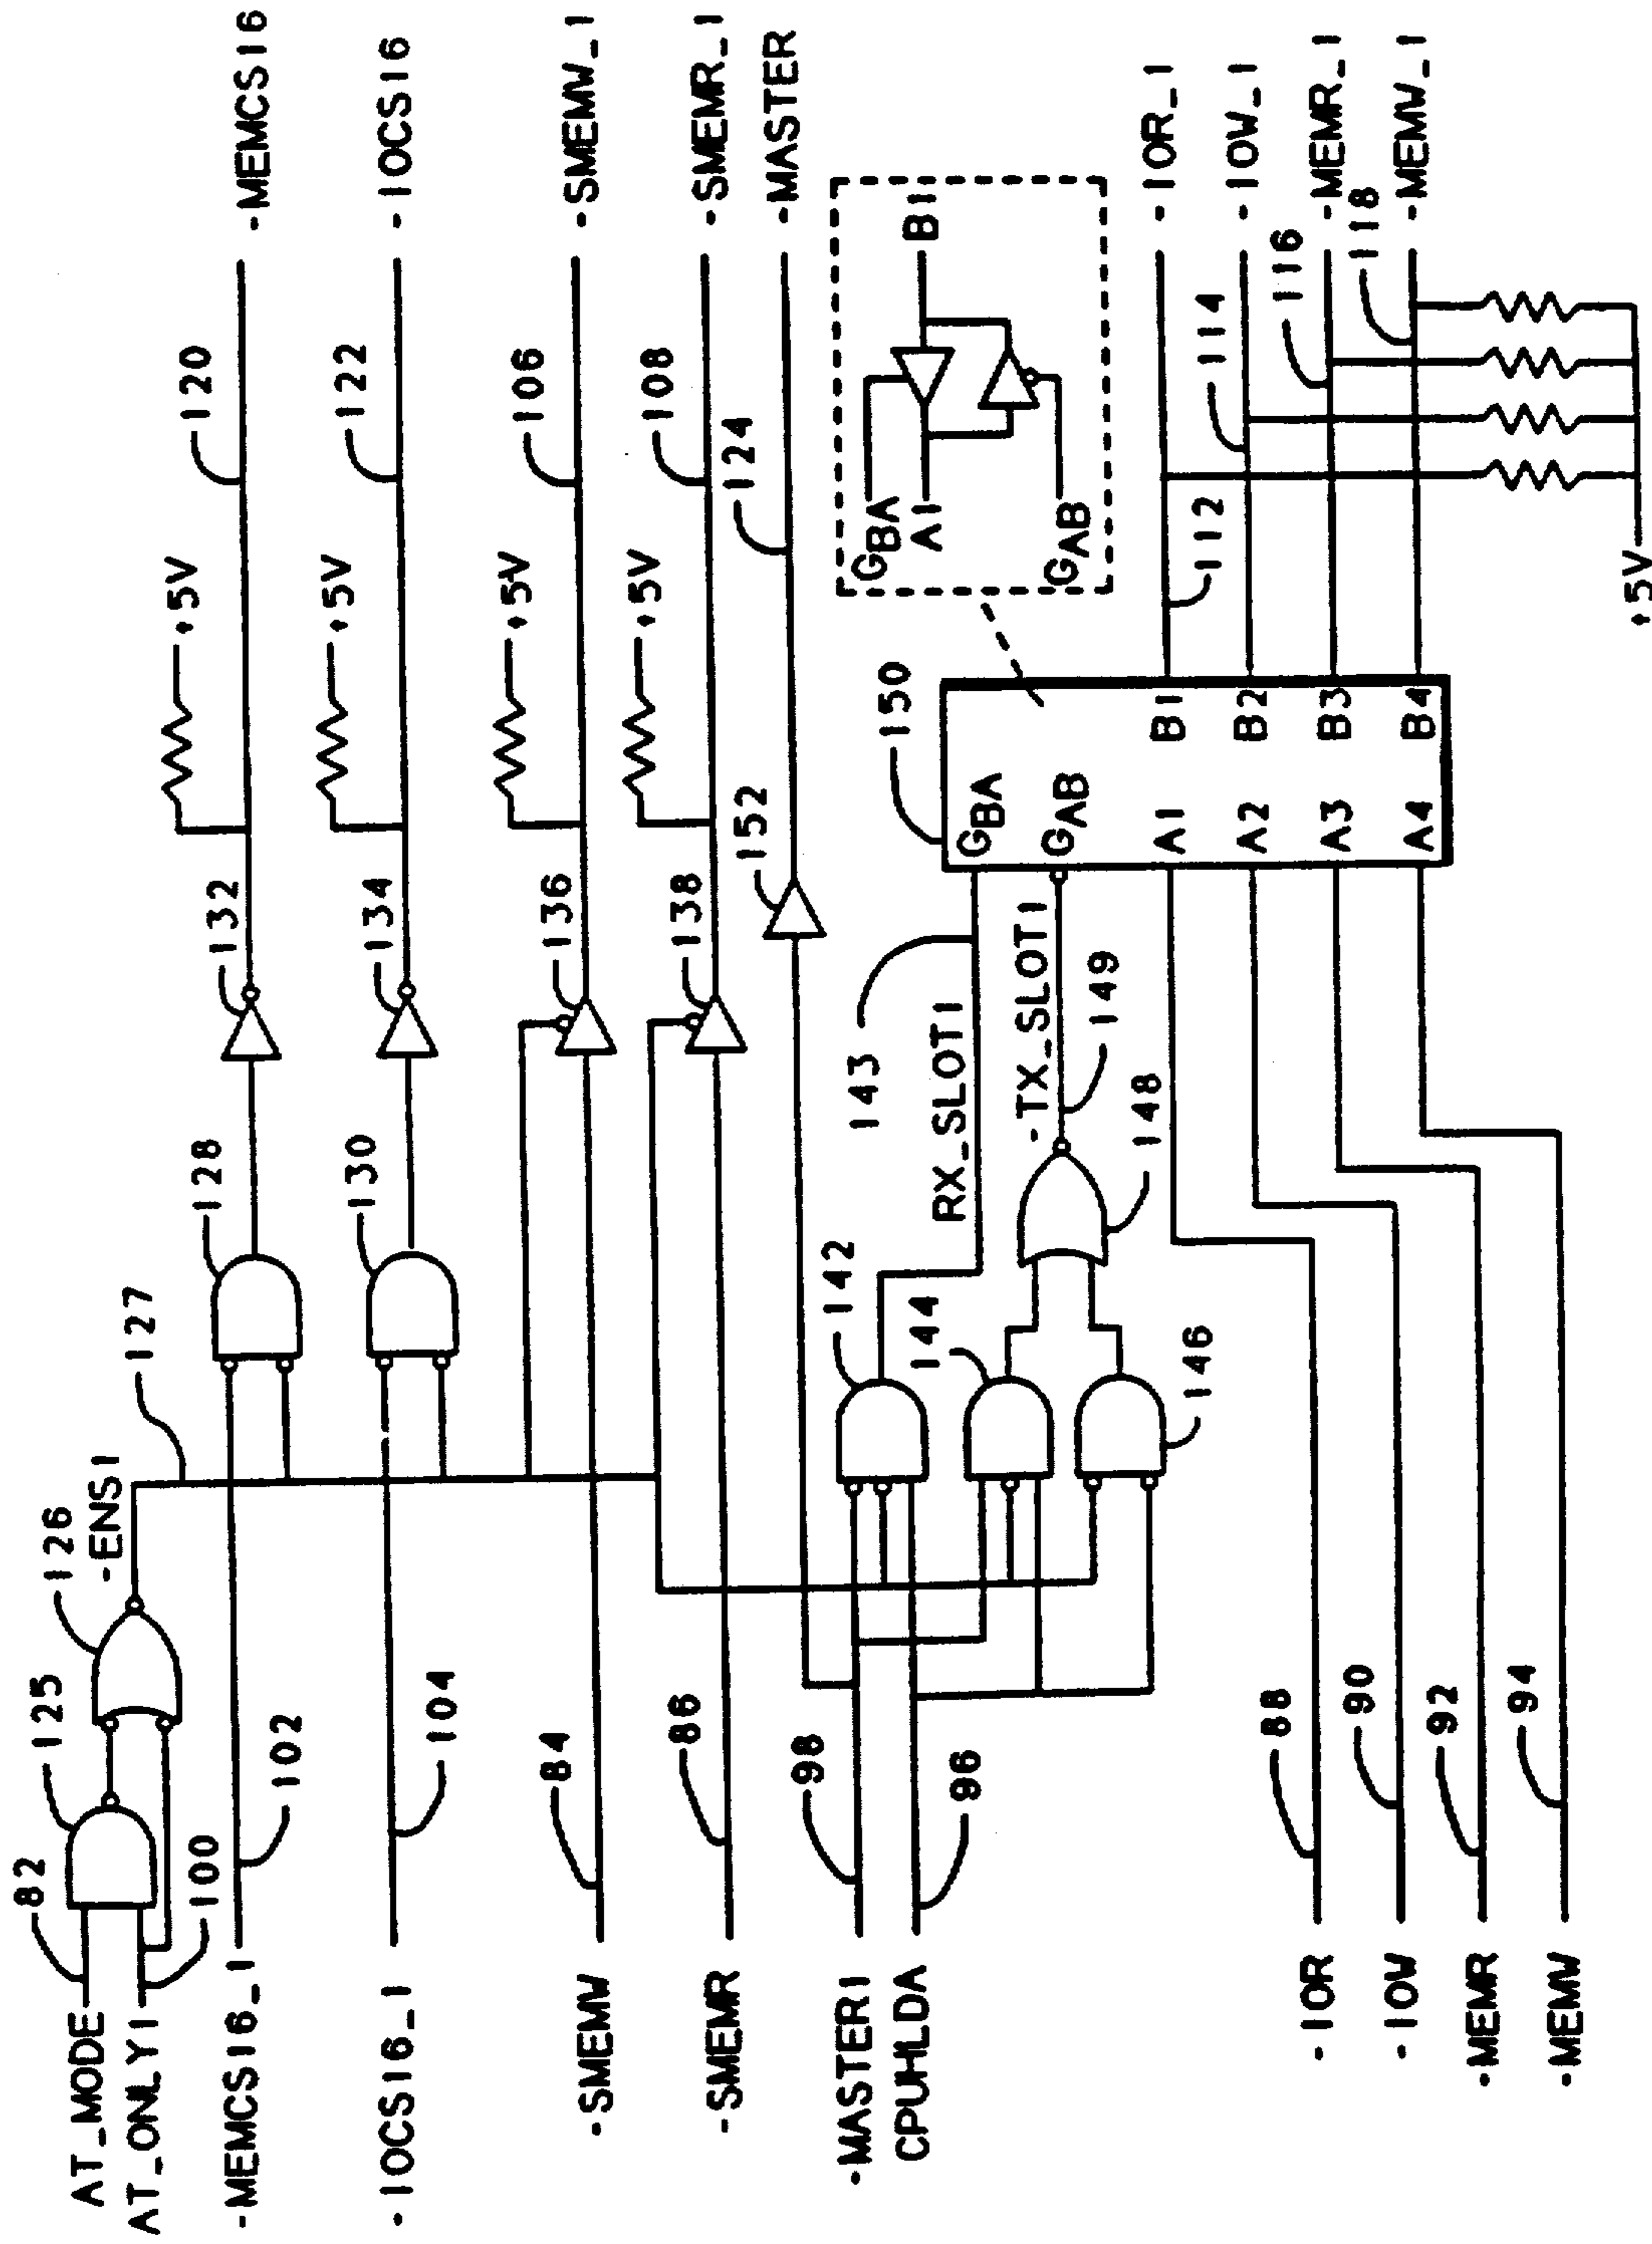 82
AT_MODE
AT_ONLY1
100
125
126
-ENS1
127
-MEMCS16_1
102
128
132
+5V
120
-MEMCS16
-IOCS16_1
104
130
134
+5V
122
-IOCS16
-SMEMW
84
136
+5V
106
-SMEMW_1
-SMEMR
86
138
+5V
108
-SMEMR_1
152
124
-MASTER
-MASTER1
98
CPUHLDA
96
142
144
146
143
RX_SLOT1
-TX_SLOT1
149
148
150
GBA
GAB
A1 B1
A2 B2
A3 B3
A4 B4
GBA
A1
B1
GAB
-IOR
88
112
-IOR_1
-IOW
90
114
-IOW_1
-MEMR
92
116
-MEMR_1
-MEMW
94
118
-MEMW_1
+5V